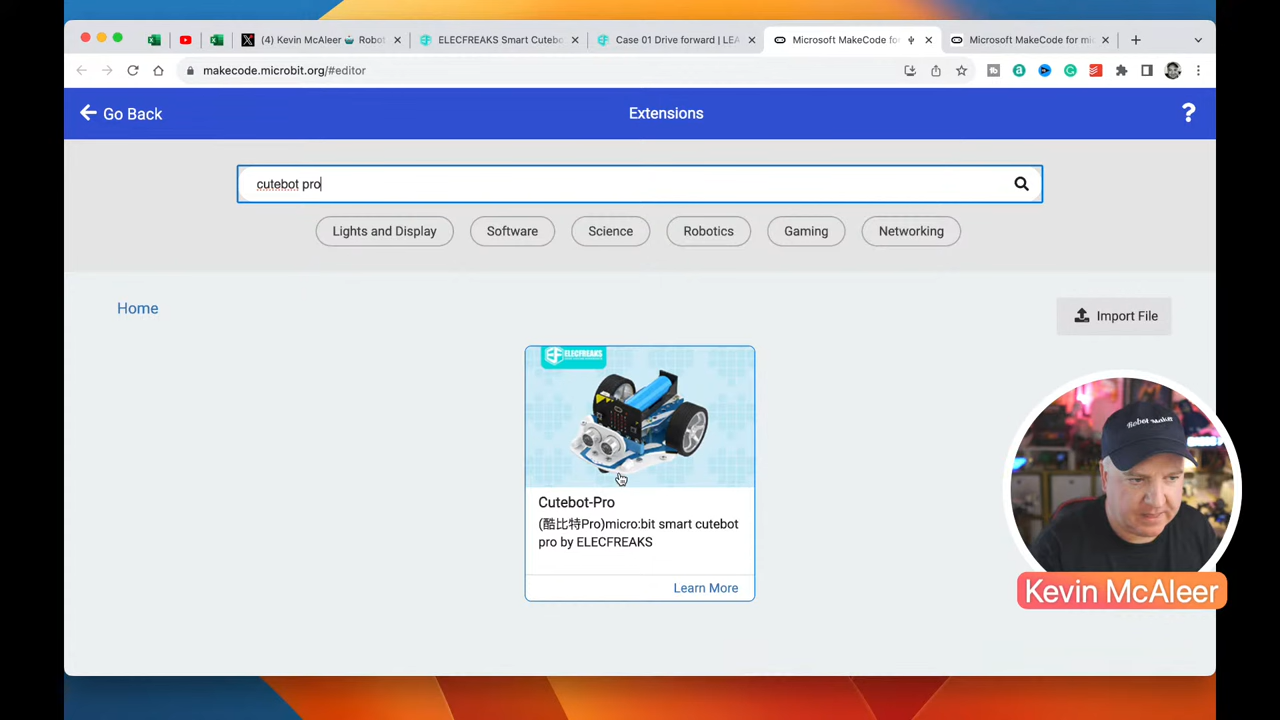 (4) Kevin McAleer 🤖 Robot
ELECFREAKS Smart Cutebo
Case 01 Drive forward | LEA
Microsoft MakeCode for
Microsoft MakeCode for mi
makecode.microbit.org/#editor
Go Back
Extensions
?
cutebot pro
Lights and Display
Software
Science
Robotics
Gaming
Networking
Home
Import File
ELECFREAKS
Cutebot-Pro
(酷比特Pro)micro:bit smart cutebot
pro by ELECFREAKS
Learn More
Kevin McAleer